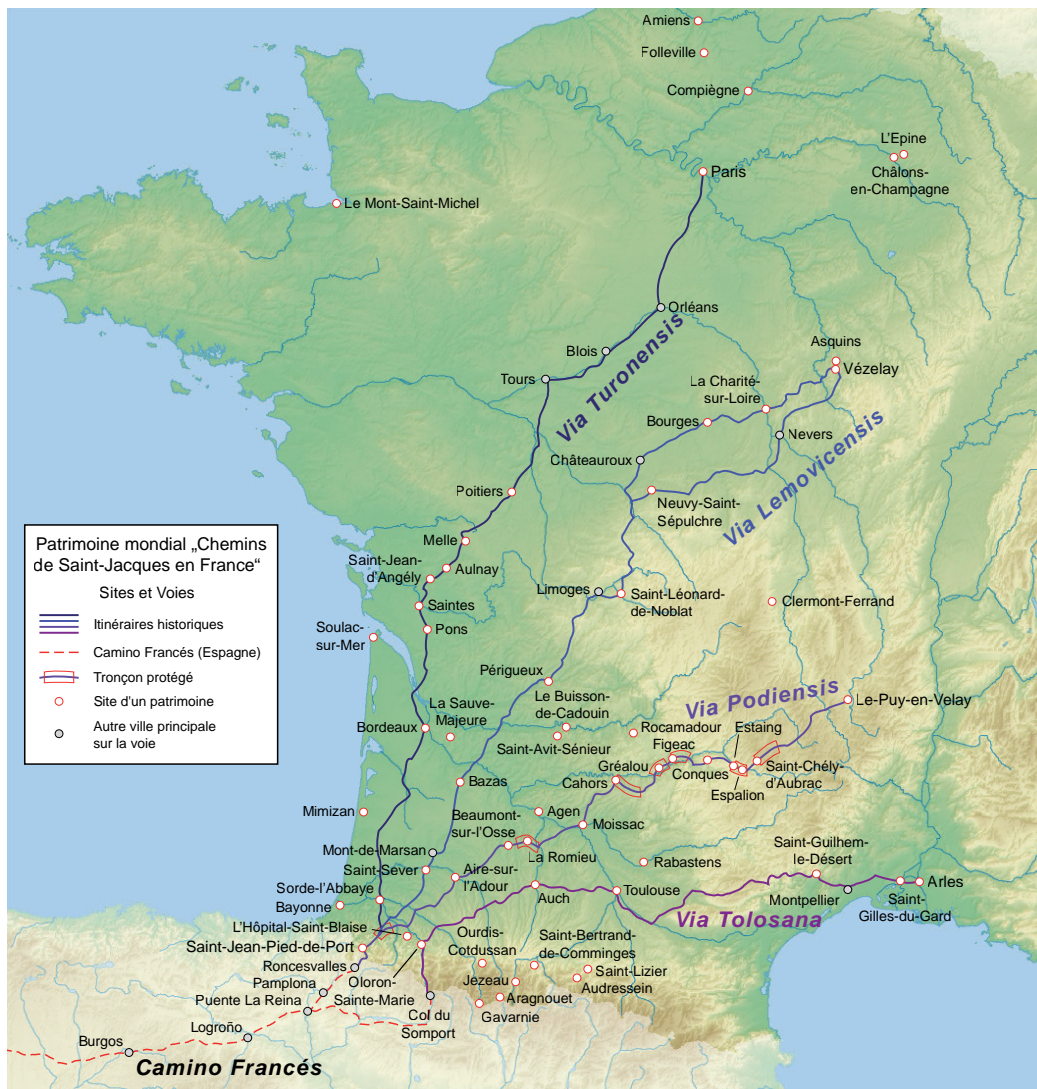 Amiens
Folleville
Compiègne
L'Epine
Châlons-
en-Champagne
Paris
Le Mont-Saint-Michel
Orléans
Blois
Tours
Via Turonensis
Asquins
Vézelay
La Charité-
sur-Loire
Bourges
Nevers
Châteauroux
Via Lemovicensis
Poitiers
Neuvy-Saint-
Sépulchre
Patrimoine mondial „Chemins
de Saint-Jacques en France“
Sites et Voies
Itinéraires historiques
Camino Francés (Espagne)
Tronçon protégé
Site d'un patrimoine
Autre ville principale
sur la voie
Melle
Saint-Jean-
d'Angély
Aulnay
Limoges
Saint-Léonard-
de-Noblat
Clermont-Ferrand
Saintes
Pons
Soulac-
sur-Mer
Périgueux
Via Podiensis
Le-Puy-en-Velay
La Sauve-
Majeure
Le Buisson-
de-Cadouin
Bordeaux
Saint-Avit-Sénieur
Rocamadour
Figeac
Estaing
Gréalou
Conques
Saint-Chély-
d'Aubrac
Cahors
Espalion
Bazas
Mimizan
Beaumont-
sur-l'Osse
Agen
Moissac
Mont-de-Marsan
La Romieu
Rabastens
Saint-Guilhem-
le-Désert
Saint-Sever
Aire-sur-
l'Adour
Sorde-l'Abbaye
Auch
Toulouse
Montpellier
Arles
Saint-
Gilles-du-Gard
Bayonne
Via Tolosana
L'Hôpital-Saint-Blaise
Saint-Jean-Pied-de-Port
Ourdis-
Cotdussan
Saint-Bertrand-
de-Comminges
Roncesvalles
Oloron-
Sainte-Marie
Saint-Lizier
Pamplona
Jézeau
Audressein
Puente La Reina
Aragnouet
Col du
Somport
Gavarnie
Logroño
Burgos
Camino Francés